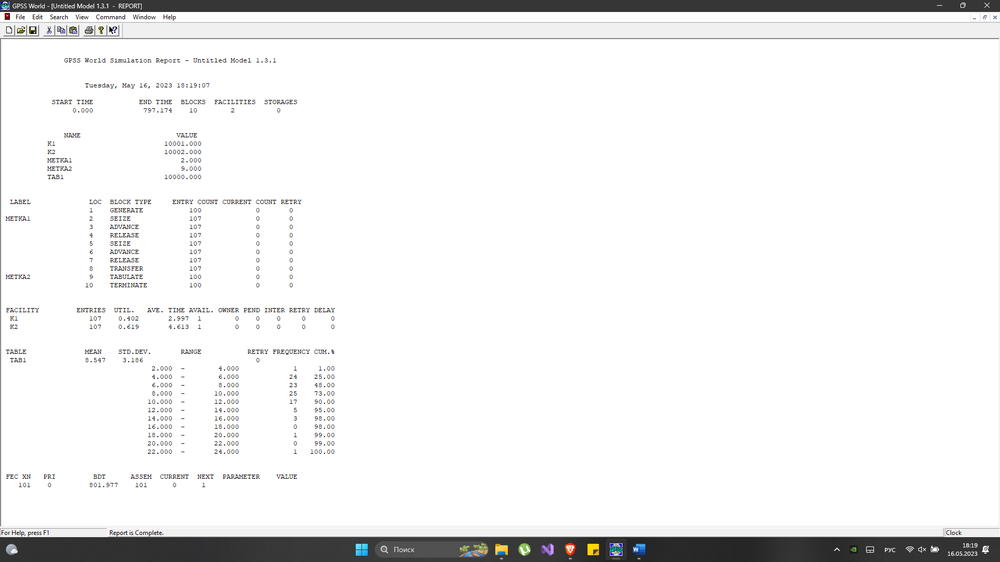 GPSS World - [Untitled Model 1.3.1 - REPORT]
File Edit Search View Command Window Help
GPSS World Simulation Report - Untitled Model 1.3.1
Tuesday, May 16, 2023 18:19:07
START TIME END TIME BLOCKS FACILITIES STORAGES
0.000 797.174 10 2 0
NAME VALUE
K1 10001.000
K2 10002.000
METKA1 2.000
METKA2 9.000
TAB1 10000.000
LABEL LOC BLOCK TYPE ENTRY COUNT CURRENT COUNT RETRY
1 GENERATE 100 0 0
METKA1 2 SEIZE 107 0 0
3 ADVANCE 107 0 0
4 RELEASE 107 0 0
5 SEIZE 107 0 0
6 ADVANCE 107 0 0
7 RELEASE 107 0 0
8 TRANSFER 107 0 0
METKA2 9 TABULATE 100 0 0
10 TERMINATE 100 0 0
FACILITY ENTRIES UTIL. AVE. TIME AVAIL. OWNER PEND INTER RETRY DELAY
K1 107 0.402 2.997 1 0 0 0 0 0
K2 107 0.619 4.613 1 0 0 0 0 0
TABLE MEAN STD.DEV. RANGE RETRY FREQUENCY CUM.%
TAB1 8.547 3.186 0
2.000 - 4.000 1 1.00
4.000 - 6.000 24 25.00
6.000 - 8.000 23 48.00
8.000 - 10.000 25 73.00
10.000 - 12.000 17 90.00
12.000 - 14.000 5 95.00
14.000 - 16.000 3 98.00
16.000 - 18.000 0 98.00
18.000 - 20.000 1 99.00
20.000 - 22.000 0 99.00
22.000 - 24.000 1 100.00
FEC XN PRI BDT ASSEM CURRENT NEXT PARAMETER VALUE
101 0 801.977 101 0 1
For Help, press F1 Report is Complete. Clock
Поиск
GPSS
W
РУС
18:19
16.05.2023